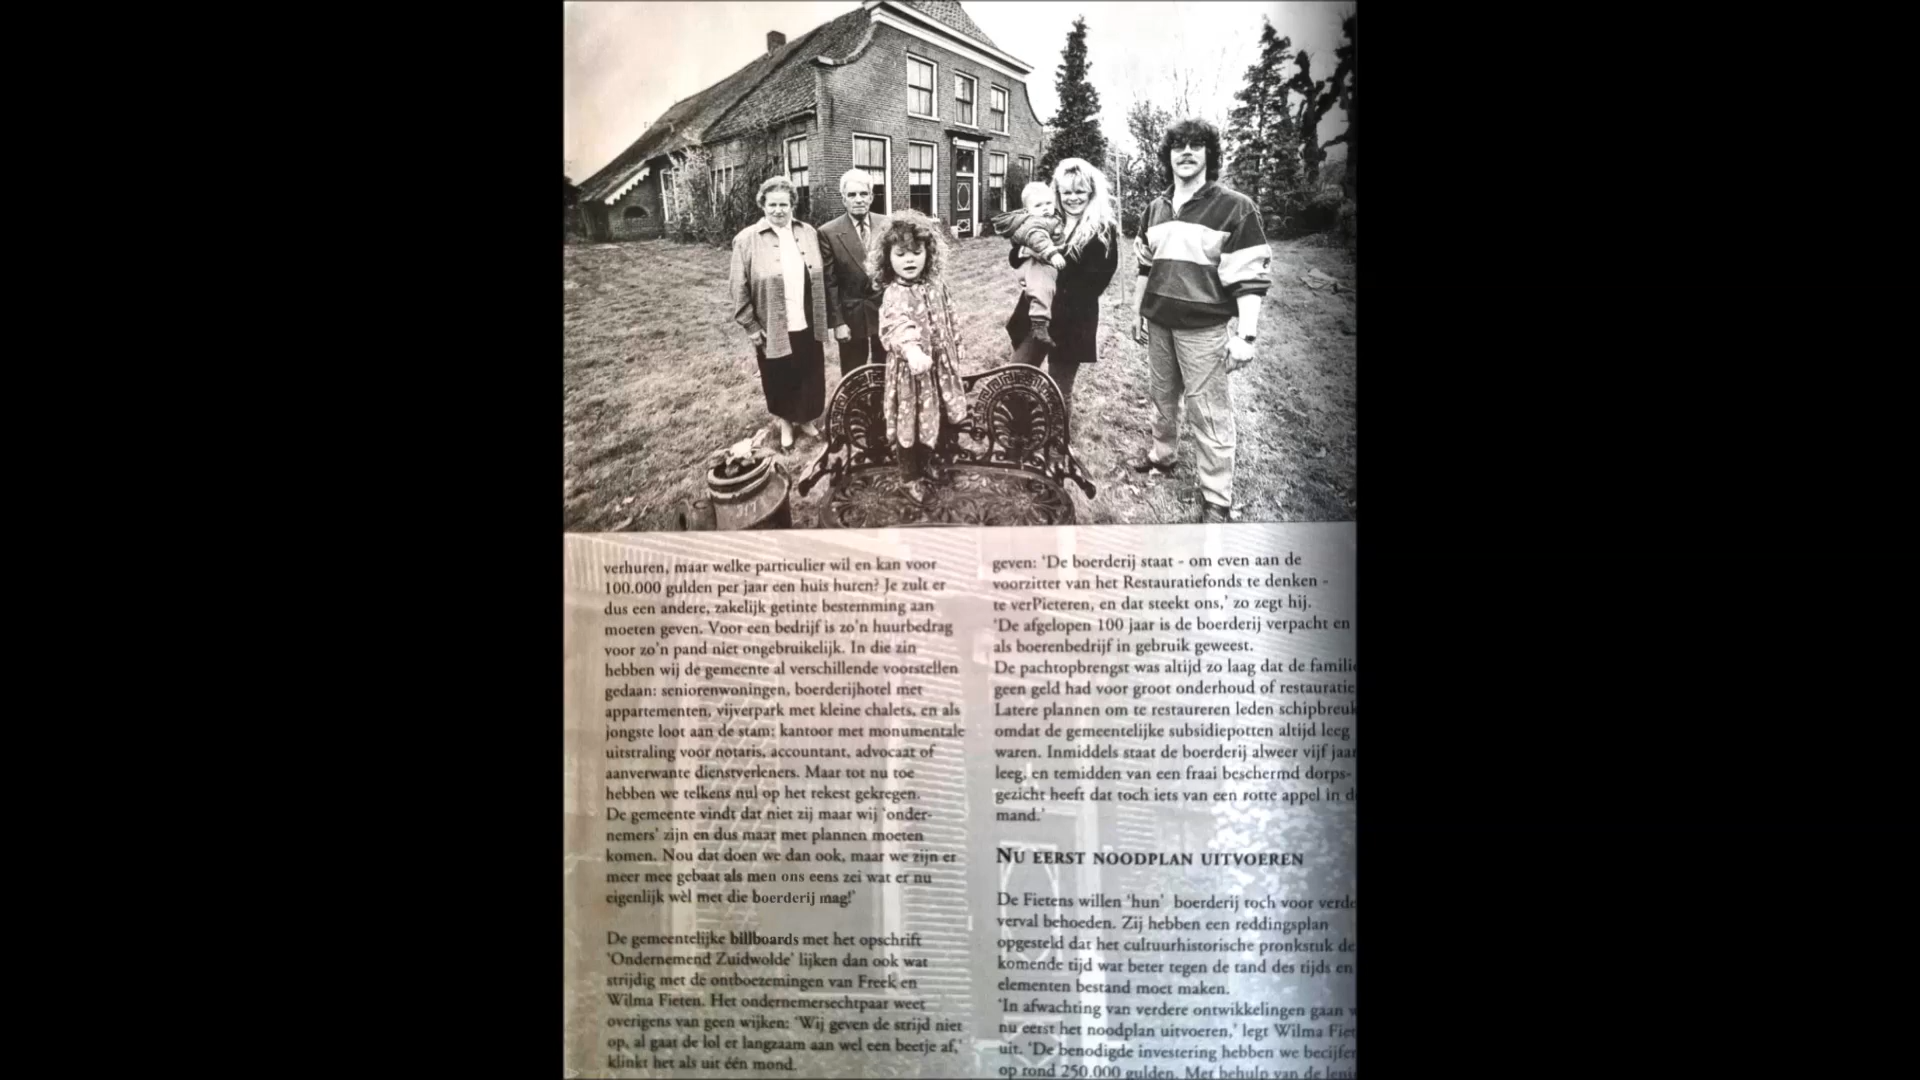 verhuren, maar welke particulier wil en kan voor
100.000 gulden per jaar een huis huren? Je zult er
dus een andere, zakelijk getinte bestemming aan
moeten geven. Voor een bedrijf is zo'n huurbedrag
voor zo'n pand niet ongebruikelijk. In die zin
hebben wij de gemeente al verschillende voorstellen
gedaan: seniorenwoningen, boerderijhotel met
appartementen, vijverpark met kleine chalets, en als
jongste loot aan de stam: kantoor met monumentale
uitstraling voor notaris, accountant, advocaat of
aanverwante dienstverleners. Maar tot nu toe
hebben we telkens nul op het rekest gekregen.
De gemeente vindt dat niet zij maar wij 'onder-
nemers' zijn en dus maar met plannen moeten
komen. Nou dat doen we dan ook, maar we zijn er
meer mee gebaat als men ons eens zei wat er nu
eigenlijk wèl met die boerderij mag!'
De gemeentelijke billboards met het opschrift
'Ondernemend Zuidwolde' lijken dan ook wat
strijdig met de ontboezemingen van Freek en
Wilma Fieten. Het ondernemersechtpaar weet
overigens van geen wijken: 'Wij geven de strijd niet
op, al gaat de lol er langzaam aan wel een beetje af,'
klinkt het als uit één mond.
geven: 'De boerderij staat - om even aan de
voorzitter van het Restauratiefonds te denken -
te verPieteren, en dat steekt ons,' zo zegt hij.
'De afgelopen 100 jaar is de boerderij verpacht en
als boerenbedrijf in gebruik geweest.
De pachtopbrengst was altijd zo laag dat de famili
geen geld had voor groot onderhoud of restauratie
Latere plannen om te restaureren leden schipbreuk
omdat de gemeentelijke subsidiepotten altijd leeg
waren. Inmiddels staat de boerderij alweer vijf jaar
leeg, en temidden van een fraai beschermd dorps-
gezicht heeft dat toch iets van een rotte appel in d
mand.'
NU EERST NOODPLAN UITVOEREN
De Fietens willen 'hun' boerderij toch voor verde
verval behoeden. Zij hebben een reddingsplan
opgesteld dat het cultuurhistorische pronkstuk de
komende tijd wat beter tegen de tand des tijds en
elementen bestand moet maken.
'In afwachting van verdere ontwikkelingen gaan w
nu eerst het noodplan uitvoeren,' legt Wilma Fiet
uit. 'De benodigde investering hebben we becijfer
op rond 250.000 gulden. Met behulp van de leni